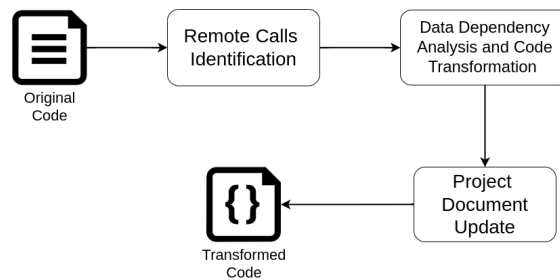 Original
Code
Remote Calls
Identification
Data Dependency
Analysis and Code
Transformation
Project
Document
Update
{}
Transformed
Code